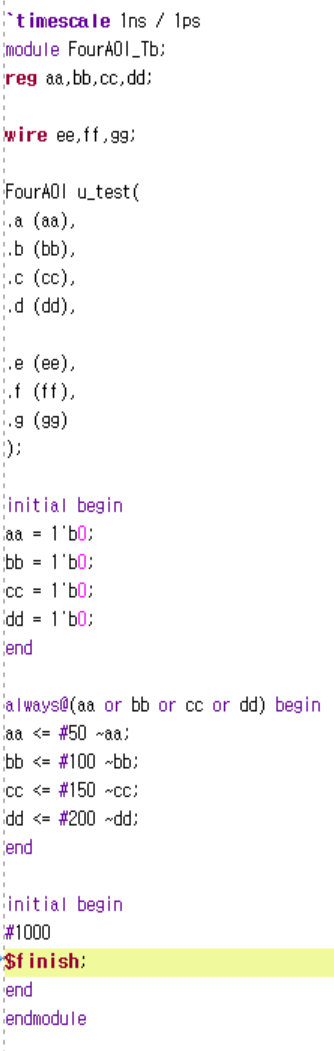 `timescale 1ns / 1ps
module FourAOI_Tb;
reg aa,bb,cc,dd;
wire ee,ff,gg;
FourAOI u_test(
.a (aa),
.b (bb),
.c (cc),
.d (dd),
.e (ee),
.f (ff),
.g (gg)
);
initial begin
aa = 1'b0;
bb = 1'b0;
cc = 1'b0;
dd = 1'b0;
end
always@(aa or bb or cc or dd) begin
aa <= #50 ~aa;
bb <= #100 ~bb;
cc <= #150 ~cc;
dd <= #200 ~dd;
end
initial begin
#1000
$finish;
end
endmodule